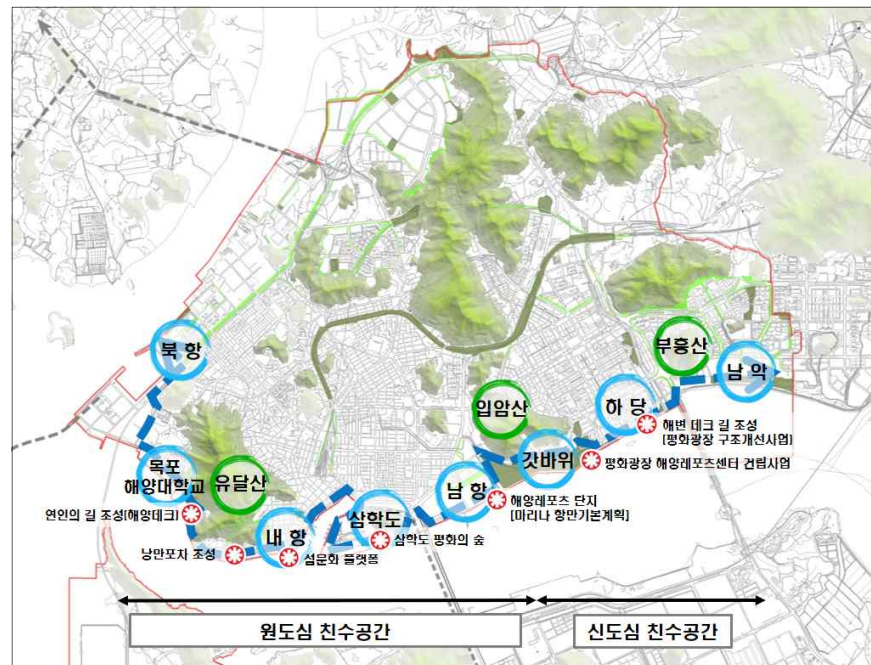 북 항
부흥산
남 악
입암산
하 당
해변 데크 길 조성
[평화광장 구조개선사업]
목포
해양대학교
유달산
갓바위
평화광장 해양레포츠센터 건립사업
남 항
해양레포츠 단지
[마리나 항만기본계획]
연인의 길 조성[해양데크]
삼학도
내 항
삼학도 평화의 숲
낭만포차 조성
섬문화 플랫폼
원도심 친수공간
신도심 친수공간